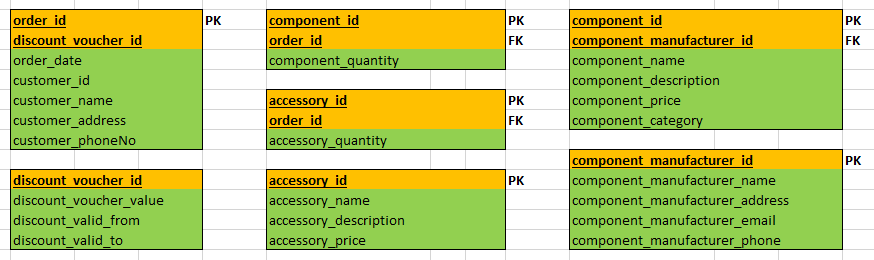 order_id PK
discount_voucher_id
order_date
customer_id
customer_name
customer_address
customer_phoneNo
discount_voucher_id
discount_voucher_value
discount_valid_from
discount_valid_to
component_id PK
order_id FK
component_quantity
accessory_id PK
order_id FK
accessory_quantity
accessory_id PK
accessory_name
accessory_description
accessory_price
component_id PK
component_manufacturer_id FK
component_name
component_description
component_price
component_category
component_manufacturer_id PK
component_manufacturer_name
component_manufacturer_address
component_manufacturer_email
component_manufacturer_phone